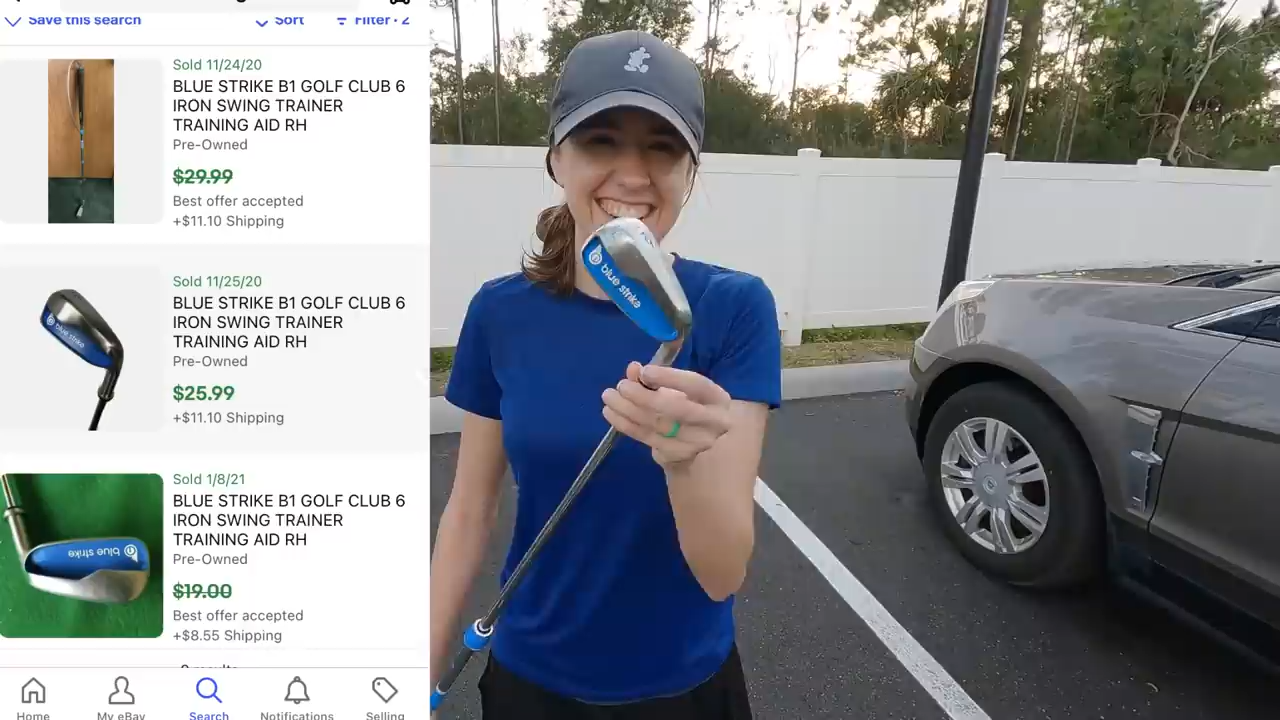 Save this search
Sort
Filter · 2
Sold 11/24/20
BLUE STRIKE B1 GOLF CLUB 6
IRON SWING TRAINER
TRAINING AID RH
Pre-Owned
$29.99
Best offer accepted
+$11.10 Shipping
Sold 11/25/20
BLUE STRIKE B1 GOLF CLUB 6
IRON SWING TRAINER
TRAINING AID RH
Pre-Owned
$25.99
+$11.10 Shipping
blue strike
Sold 1/8/21
BLUE STRIKE B1 GOLF CLUB 6
IRON SWING TRAINER
TRAINING AID RH
Pre-Owned
$19.00
Best offer accepted
+$8.55 Shipping
blue strike
Home
My eBay
Search
Notifications
Selling
blue strike